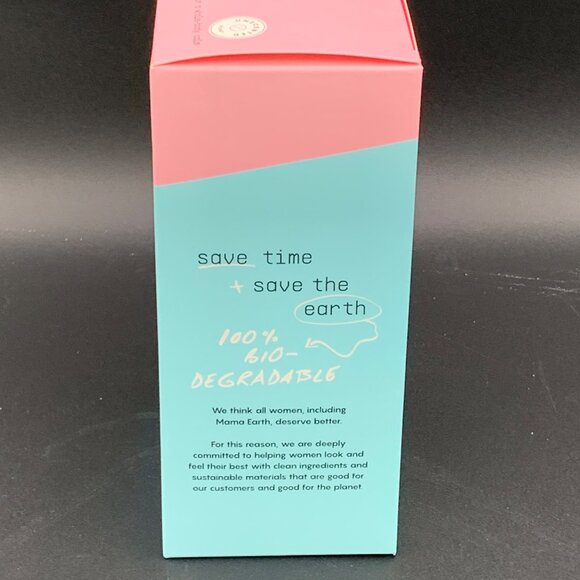 save time
+ save the
earth
100%
BIO-
DEGRADABLE
We think all women, including
Mama Earth, deserve better.
For this reason, we are deeply
committed to helping women look and
feel their best with clean ingredients and
sustainable materials that are good for
our customers and good for the planet.